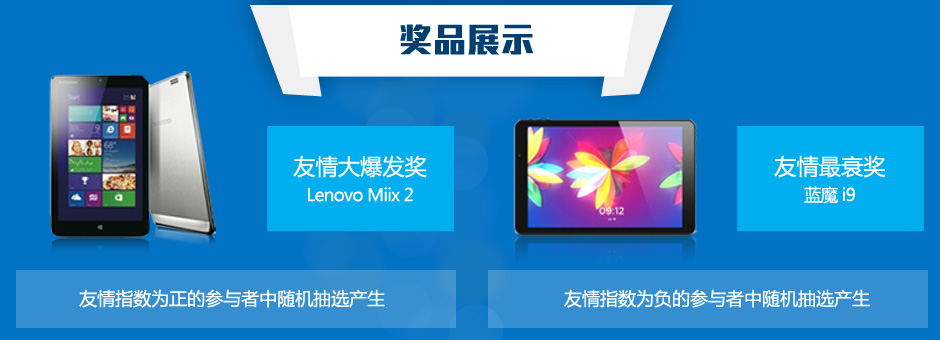 奖品展示
友情大爆发奖
Lenovo Miix 2
友情最衰奖
蓝魔 i9
09:12
友情指数为正的参与者中随机抽选产生
友情指数为负的参与者中随机抽选产生